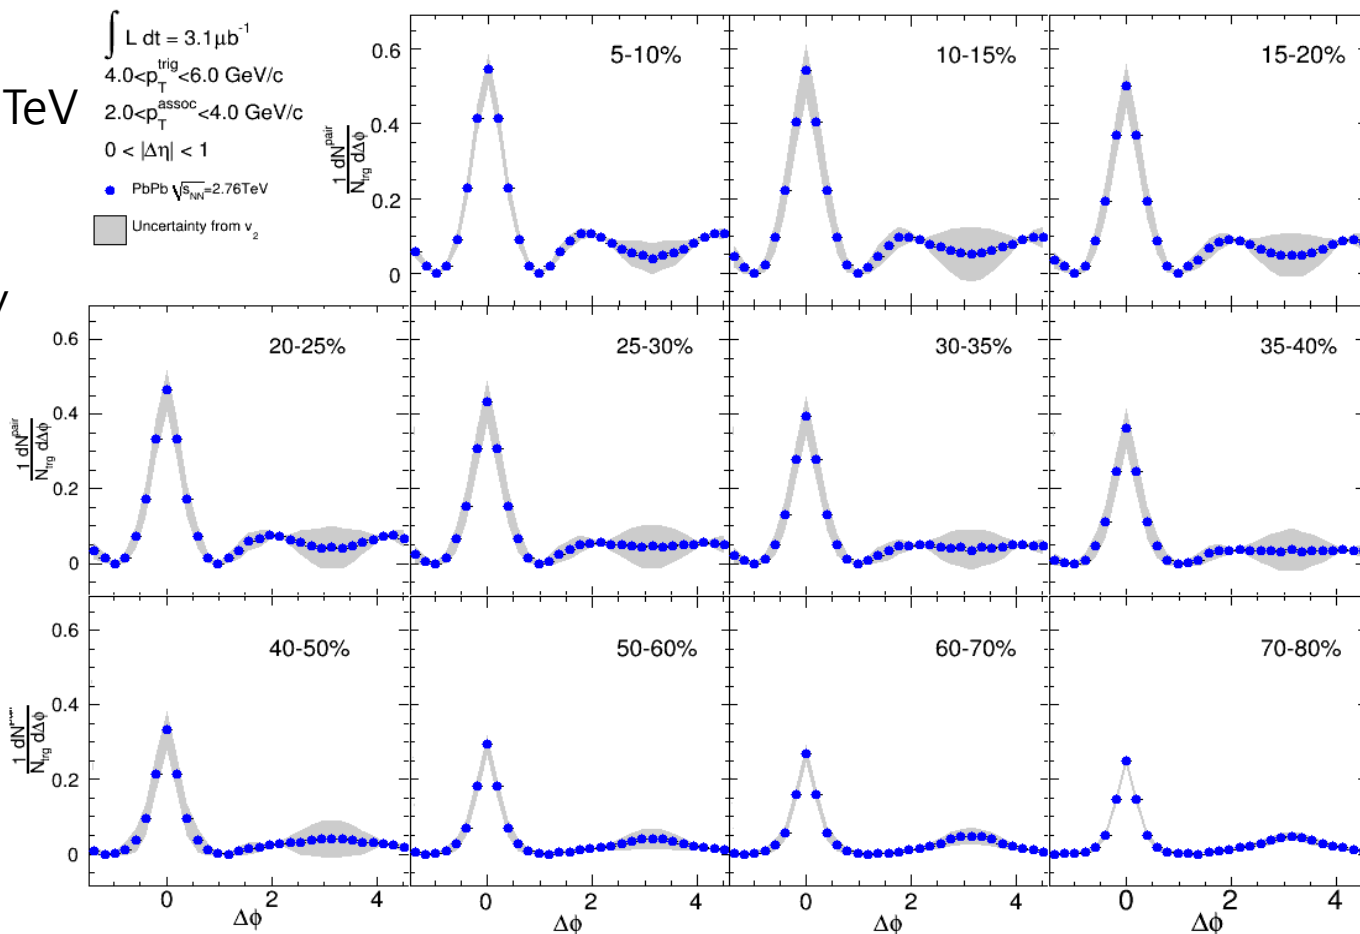 ∫ L dt = 3.1μb⁻¹
4.0<p_T^trig<6.0 GeV/c
TeV
2.0<p_T^assoc<4.0 GeV/c
0 < |Δη| < 1
PbPb √s_NN=2.76TeV
Uncertainty from v_2
5-10%
10-15%
15-20%
0.6
0.4
0.2
0
1 dN^pair
N_trg dΔϕ
20-25%
25-30%
30-35%
35-40%
0.6
0.4
0.2
0
1 dN^pair
N_trg dΔϕ
40-50%
50-60%
60-70%
70-80%
0.6
0.4
0.2
0
1 dN
N_trg dΔϕ
0 2 4 0 2 4 0 2 4 0 2 4
Δϕ Δϕ Δϕ Δϕ